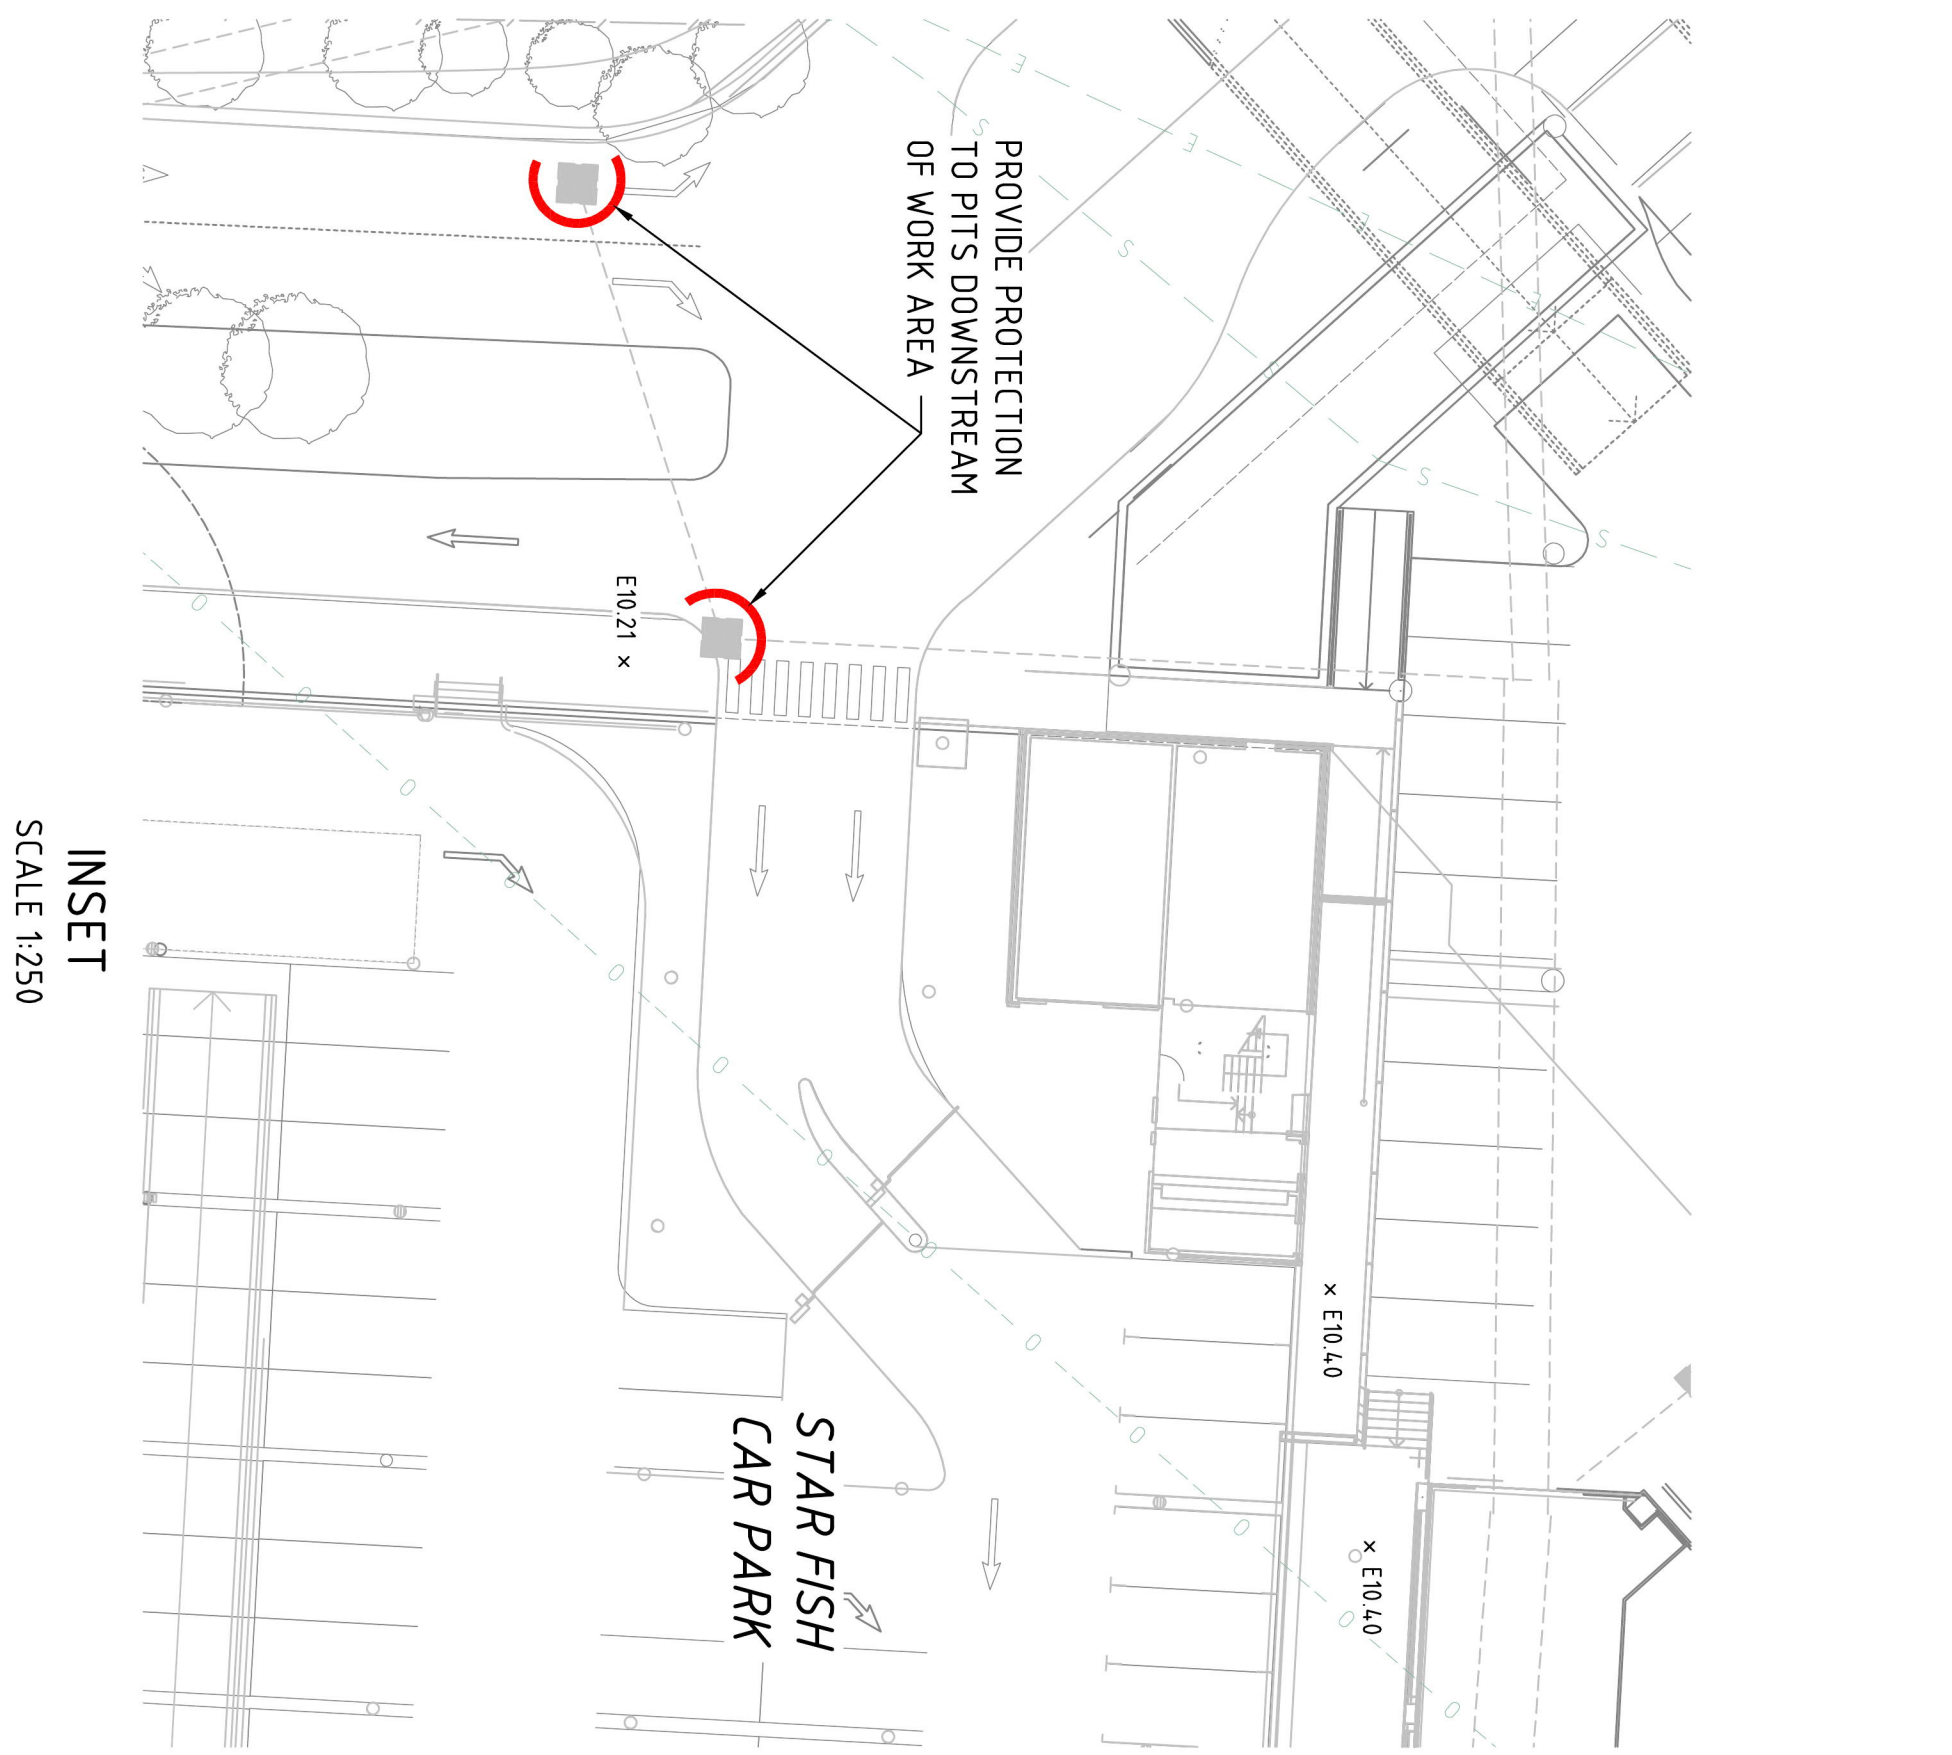 PROVIDE PROTECTION
TO PITS DOWNSTREAM
OF WORK AREA
E
E
E
E
S
S
S
S
S
E10.21 ×
× E10.40
× E10.40
STAR FISH
CAR PARK
O
O
O
O
O
O
O
O
O
O
O
O
O
INSET
SCALE 1:250